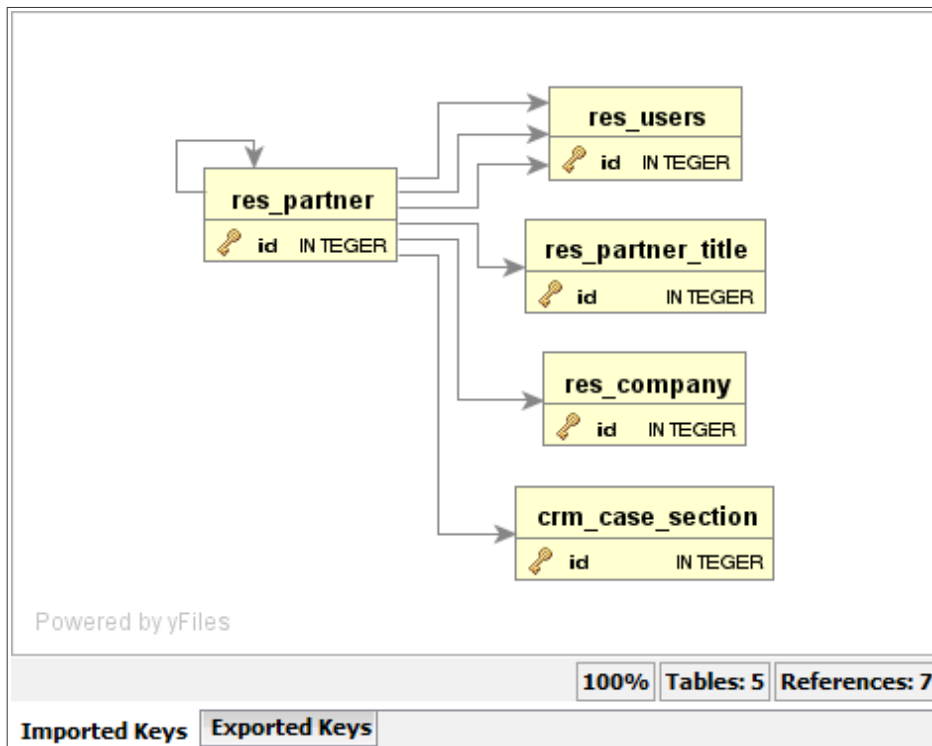 res_users
id INTEGER
res_partner
id INTEGER
res_partner_title
id INTEGER
res_company
id INTEGER
crm_case_section
id INTEGER
Powered by yFiles
100% Tables: 5 References: 7
Imported Keys Exported Keys